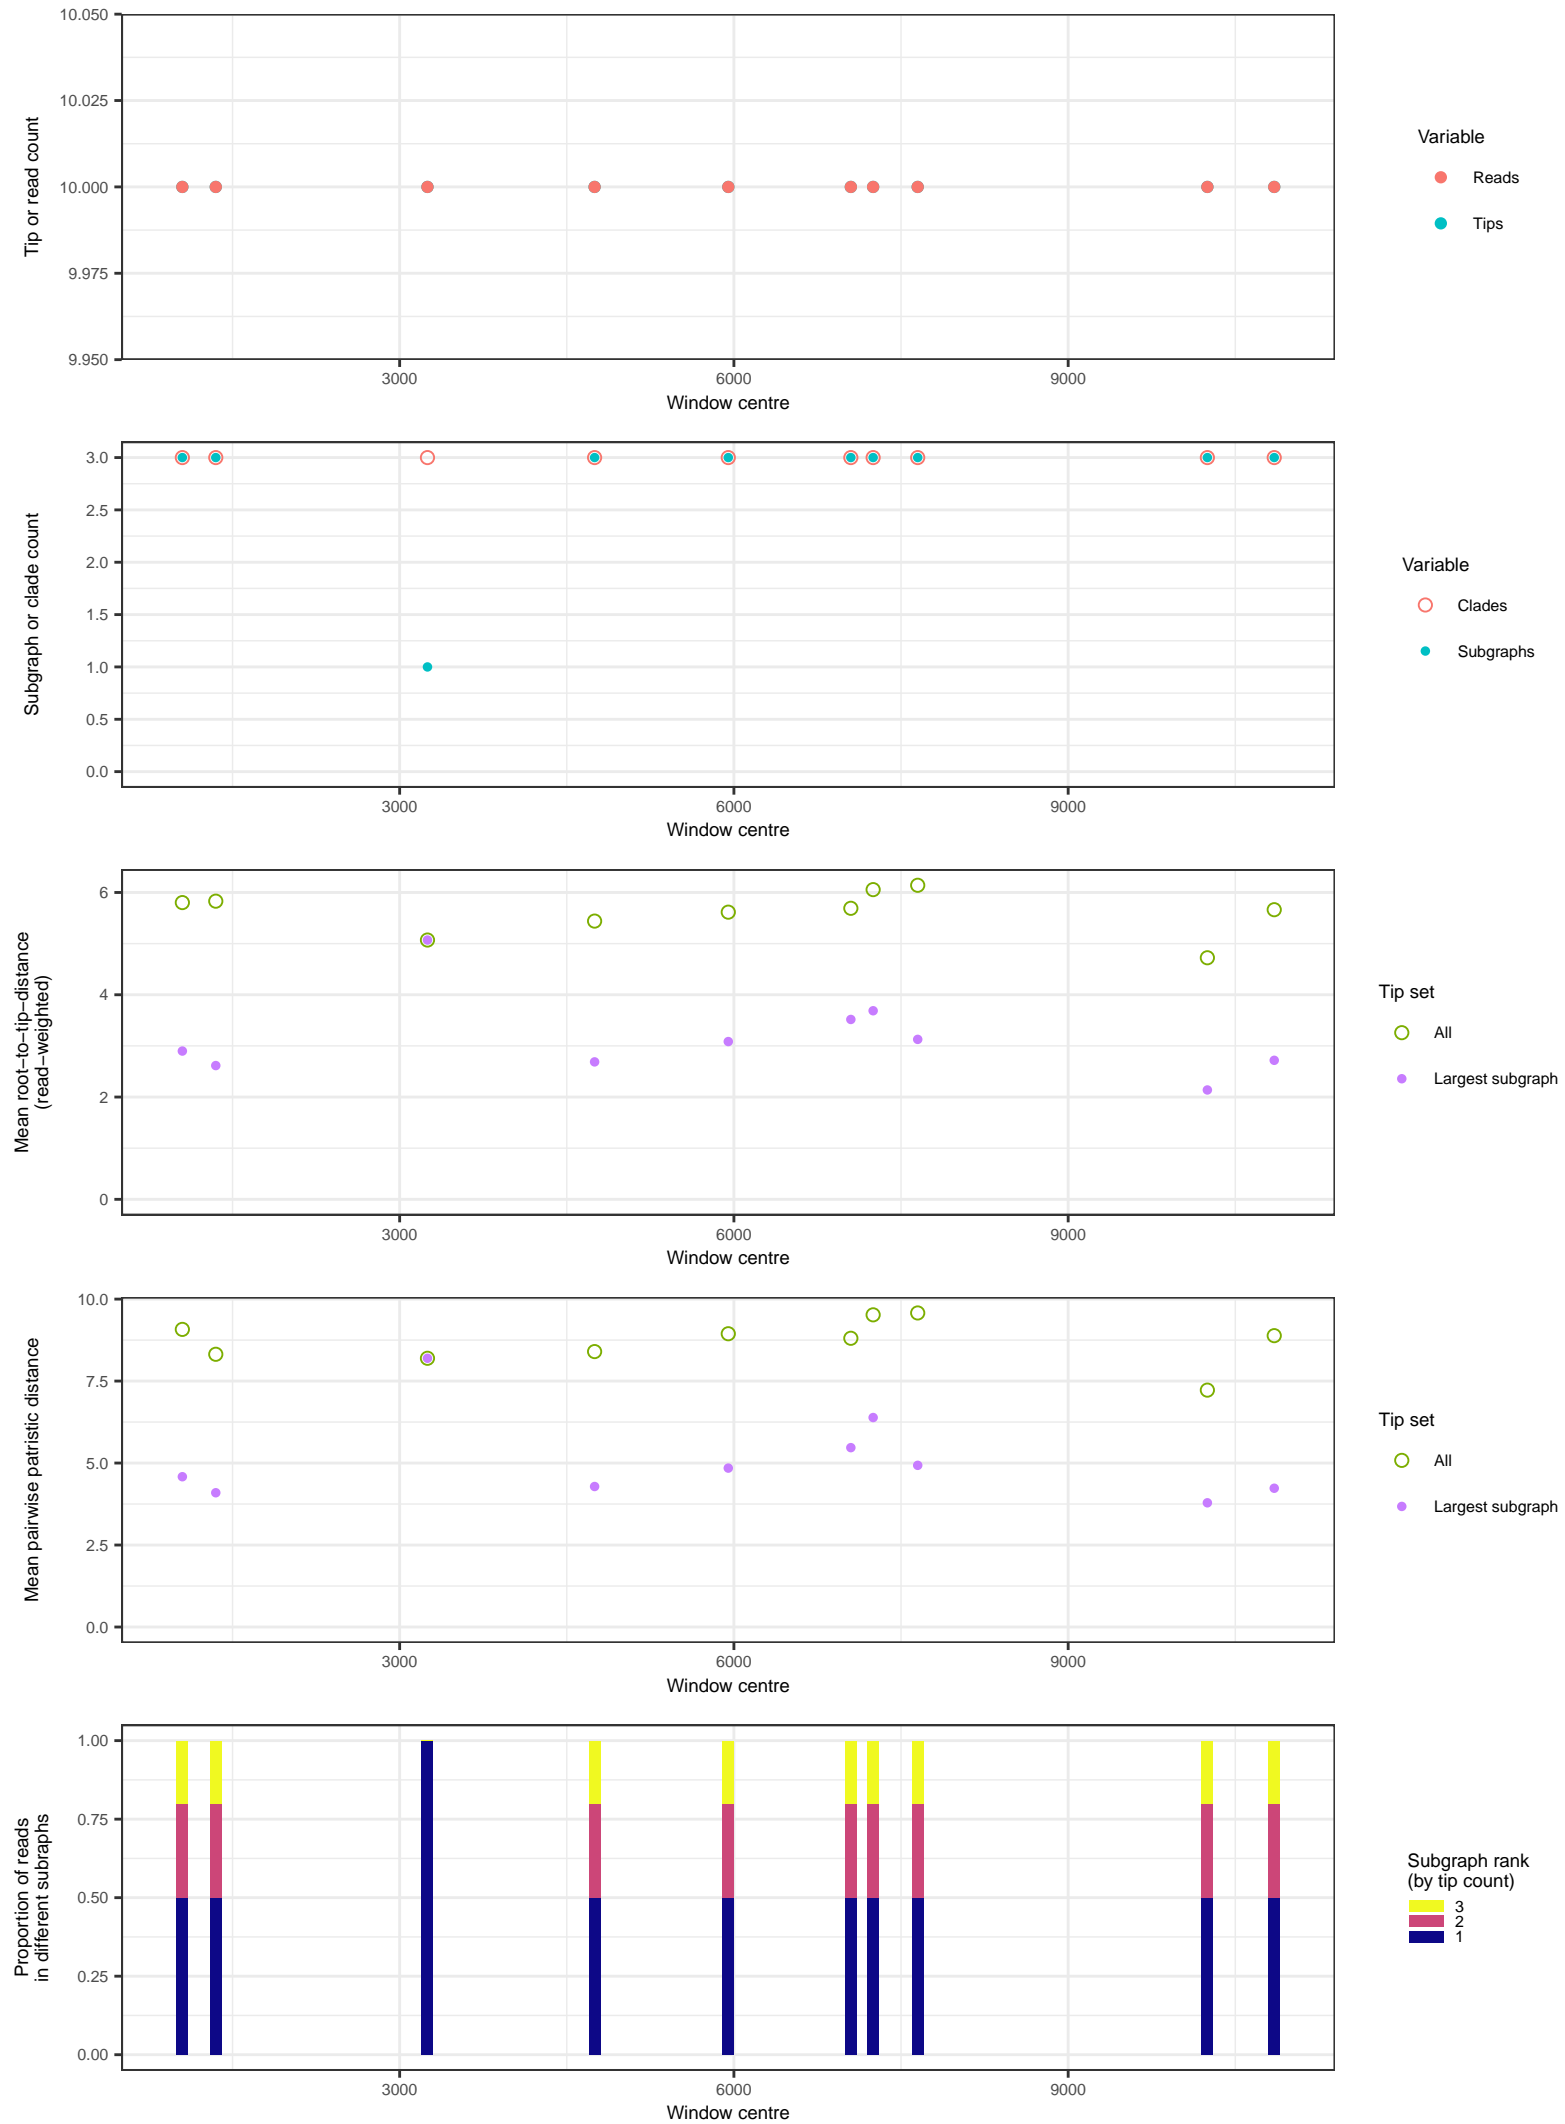 10.050
10.025
10.000
9.975
9.950
Tip or read count
3000 6000 9000
Window centre
Variable
Reads
Tips
3.0
2.5
2.0
1.5
1.0
0.5
0.0
Subgraph or clade count
3000 6000 9000
Window centre
Variable
Clades
Subgraphs
6
4
2
0
Mean root−to−tip−distance
(read−weighted)
3000 6000 9000
Window centre
Tip set
All
Largest subgraph
10.0
7.5
5.0
2.5
0.0
Mean pairwise patristic distance
3000 6000 9000
Window centre
Tip set
All
Largest subgraph
1.00
0.75
0.50
0.25
0.00
Proportion of reads
in different subraphs
3000 6000 9000
Window centre
Subgraph rank
(by tip count)
3
2
1